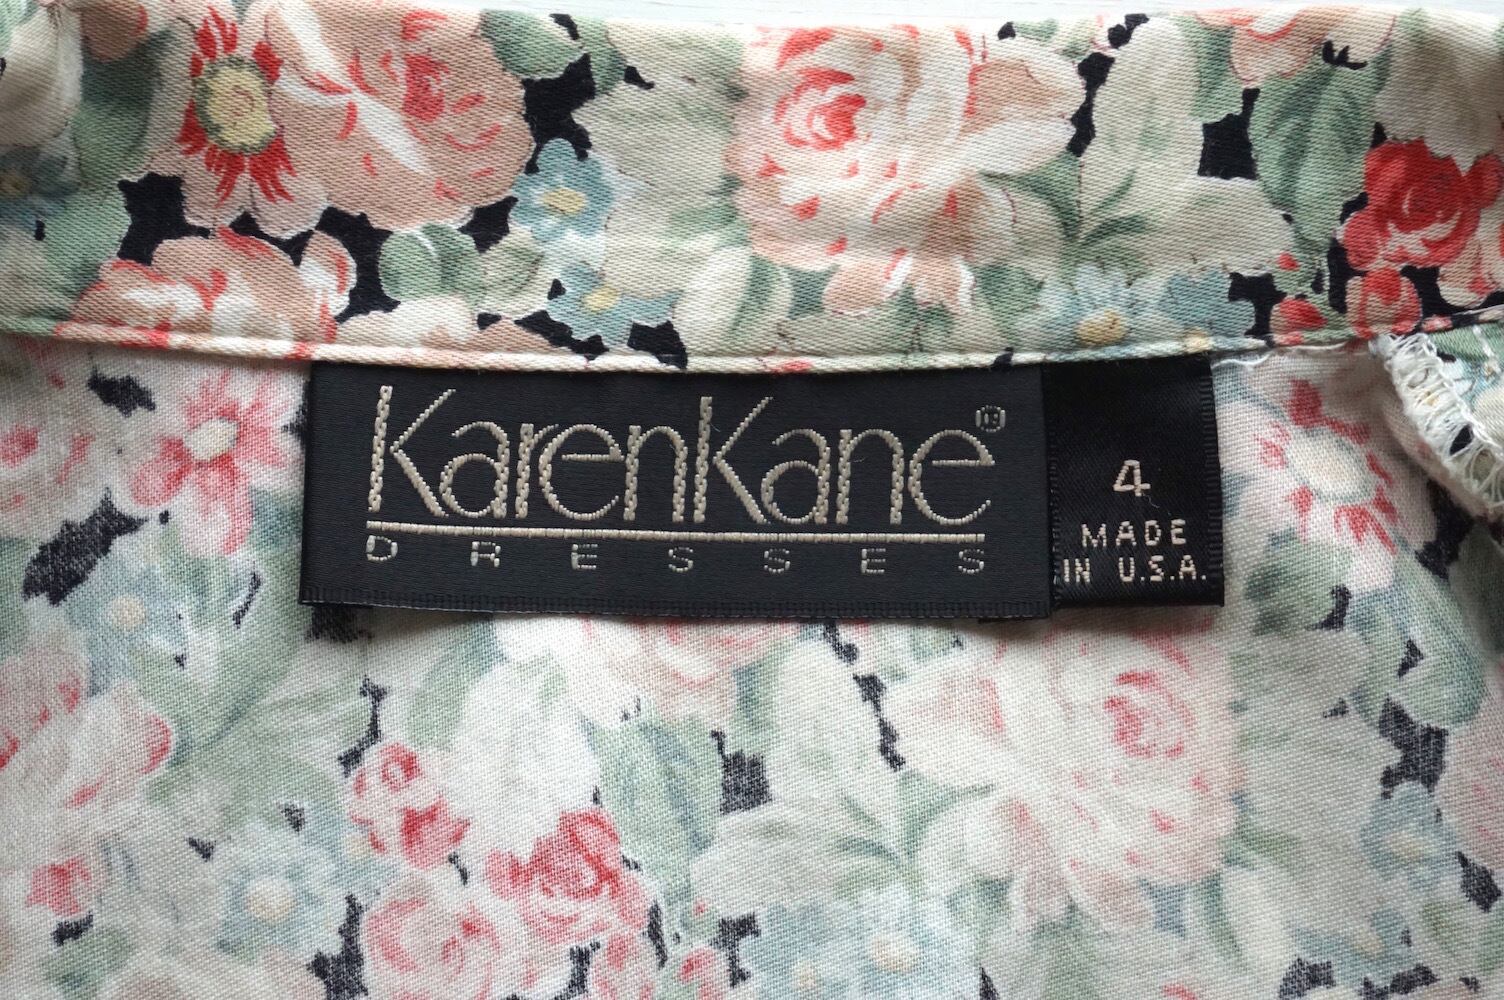 KarenKane®
DRESSES
4
MADE
IN U.S.A.